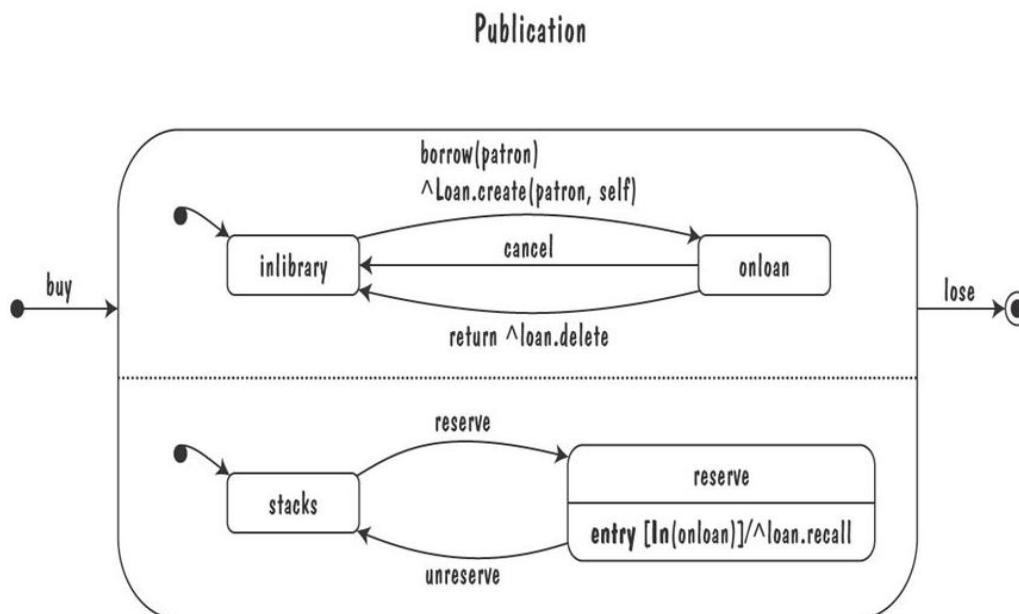 Publication
borrow(patron)
^Loan.create(patron, self)
inlibrary
cancel
onloan
buy
lose
return ^loan.delete
reserve
reserve
stacks
entry [In(onloan)]/^loan.recall
unreserve